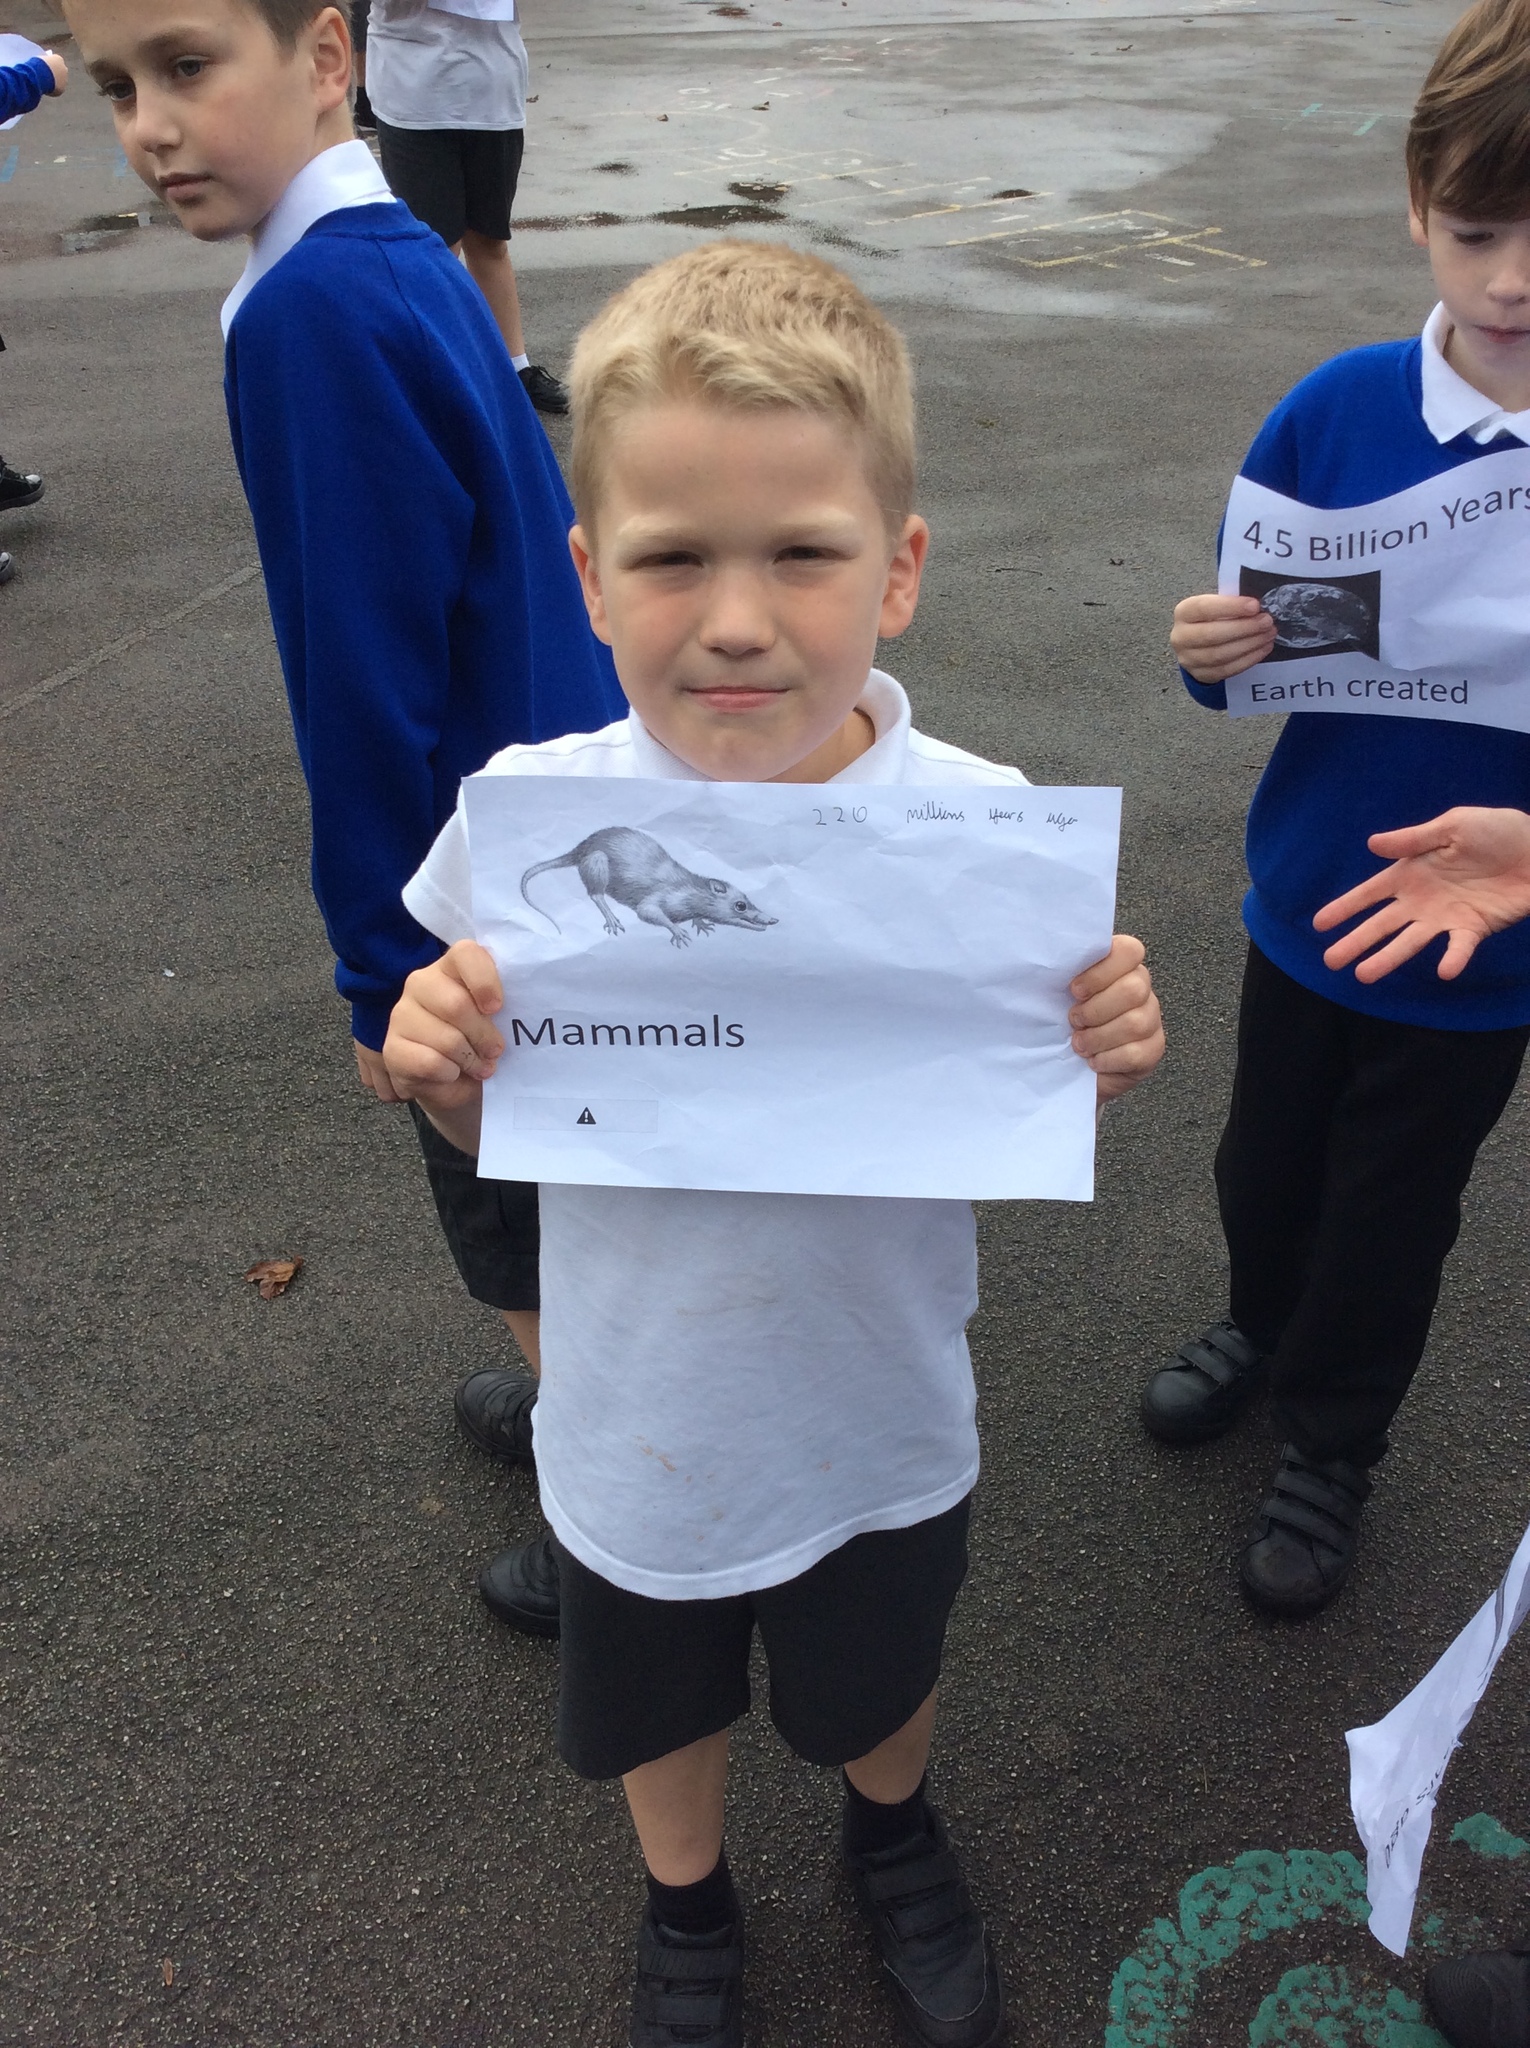 220 millions years ago
Mammals
4.5 Billion Years
Earth created